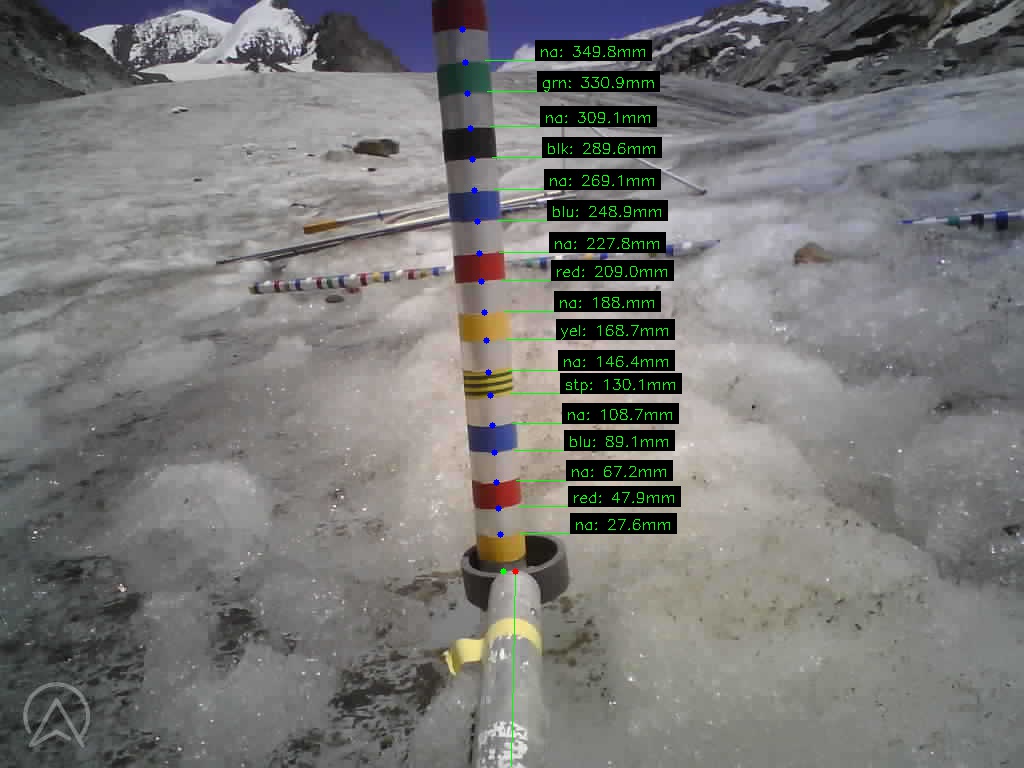 na: 349.8mm
grn: 330.9mm
na: 309.1mm
blk: 289.6mm
na: 269.1mm
blu: 248.9mm
na: 227.8mm
red: 209.0mm
na: 188.mm
yel: 168.7mm
na: 146.4mm
stp: 130.1mm
na: 108.7mm
blu: 89.1mm
na: 67.2mm
red: 47.9mm
na: 27.6mm